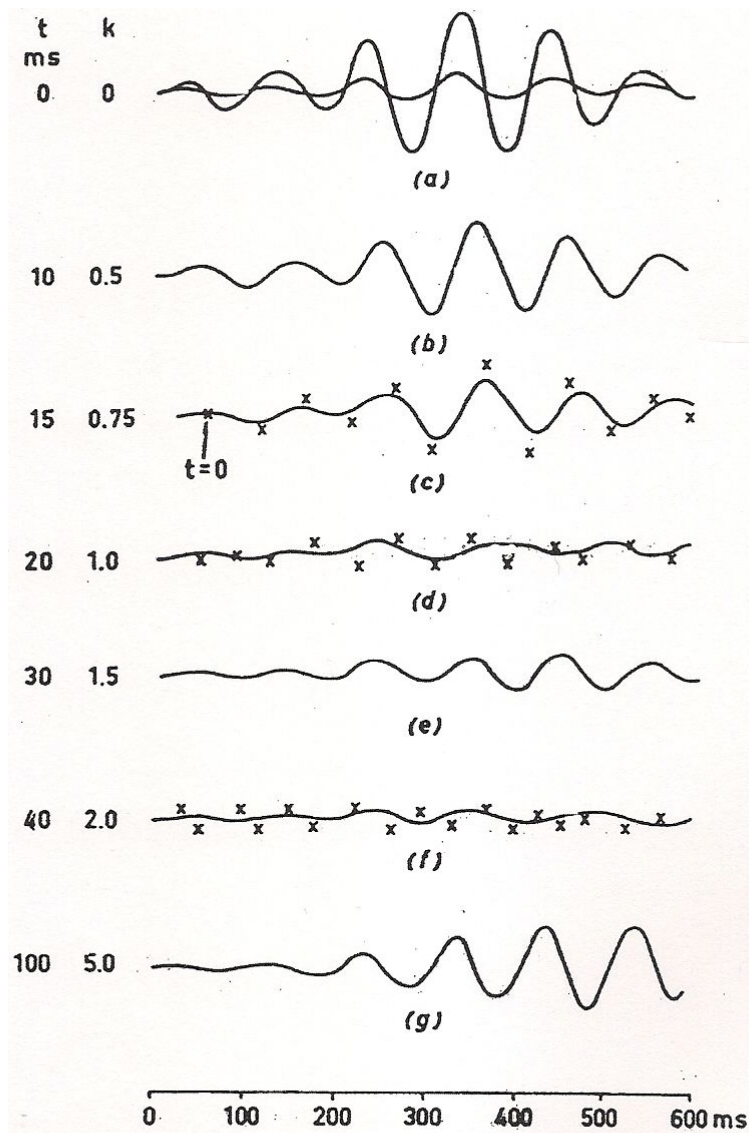 t k
ms
0 0
(a)
10 0.5
(b)
x x x x x x x x x x x x x
15 0.75
t=0
(c)
x x x x x x x x x x x x x x
20 1.0
(d)
30 1.5
(e)
x x x x x x x x x x x x x x x x x x
40 2.0
(f)
100 5.0
(g)
0 100 200 300 400 500 600 ms